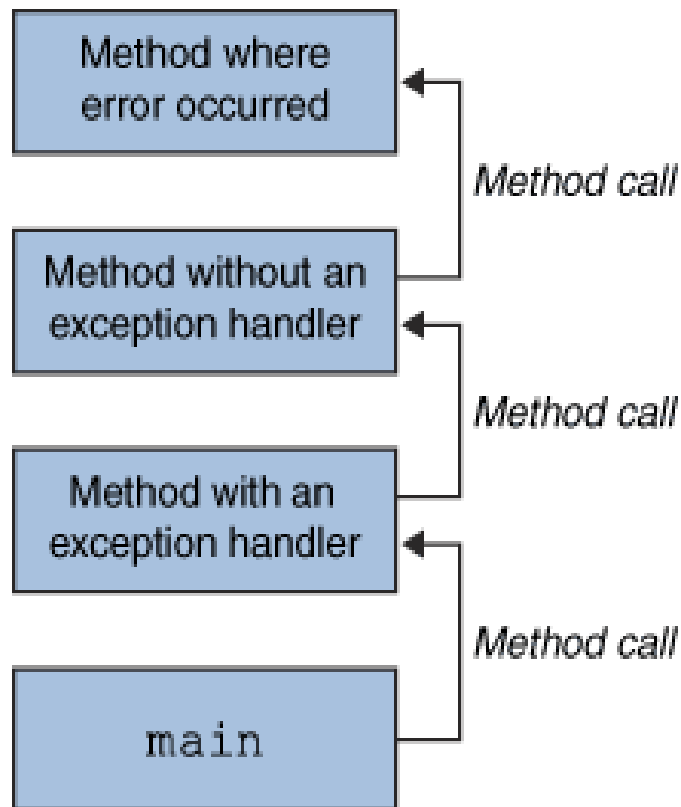 Method where
error occurred
Method call
Method without an
exception handler
Method call
Method with an
exception handler
Method call
main